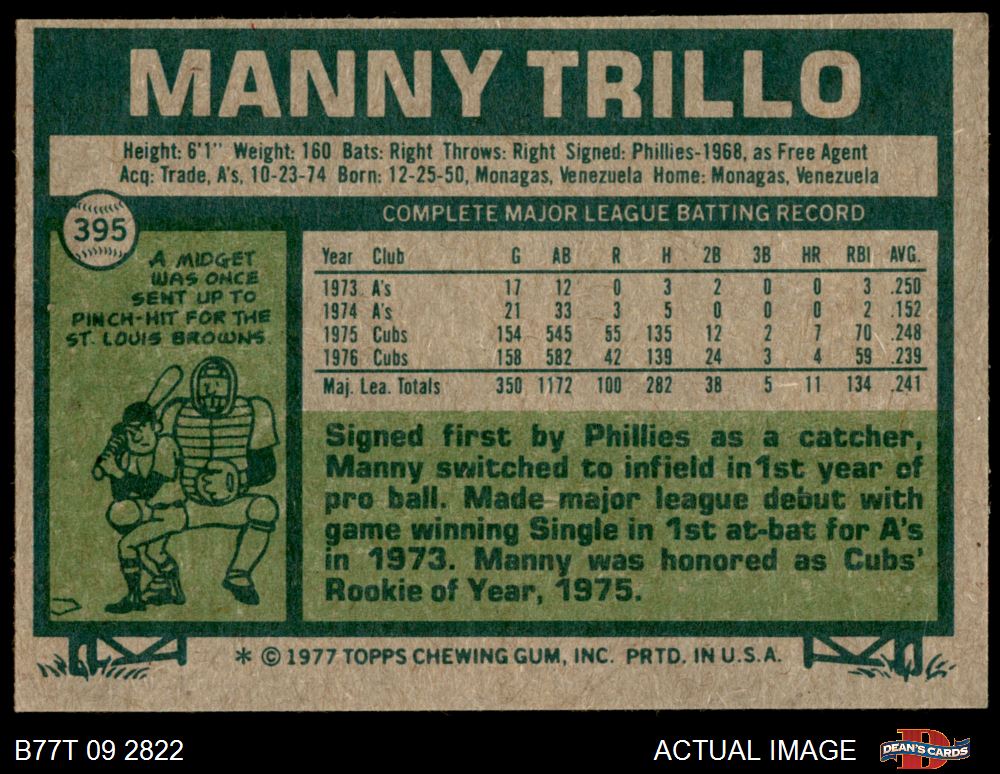 MANNY TRILLO
Height: 6'1" Weight: 160 Bats: Right Throws: Right Signed: Phillies-1968, as Free Agent
Acq: Trade, A's, 10-23-74 Born: 12-25-50, Monagas, Venezuela Home: Monagas, Venezuela
395
A MIDGET
WAS ONCE
SENT UP TO
PINCH-HIT FOR THE
ST. LOUIS BROWNS.
COMPLETE MAJOR LEAGUE BATTING RECORD
Year Club G AB R H 2B 3B HR RBI AVG.
1973 A's 17 12 0 3 2 0 0 3 .250
1974 A's 21 33 3 5 0 0 0 2 .152
1975 Cubs 154 545 55 135 12 2 7 70 .248
1976 Cubs 158 582 42 139 24 3 4 59 .239
Maj. Lea. Totals 350 1172 100 282 38 5 11 134 .241
Signed first by Phillies as a catcher,
Manny switched to infield in 1st year of
pro ball. Made major league debut with
game winning Single in 1st at-bat for A's
in 1973. Manny was honored as Cubs'
Rookie of Year, 1975.
* © 1977 TOPPS CHEWING GUM, INC. PRTD. IN U.S.A.
B77T 09 2822
ACTUAL IMAGE
B
DEAN'S CARDS